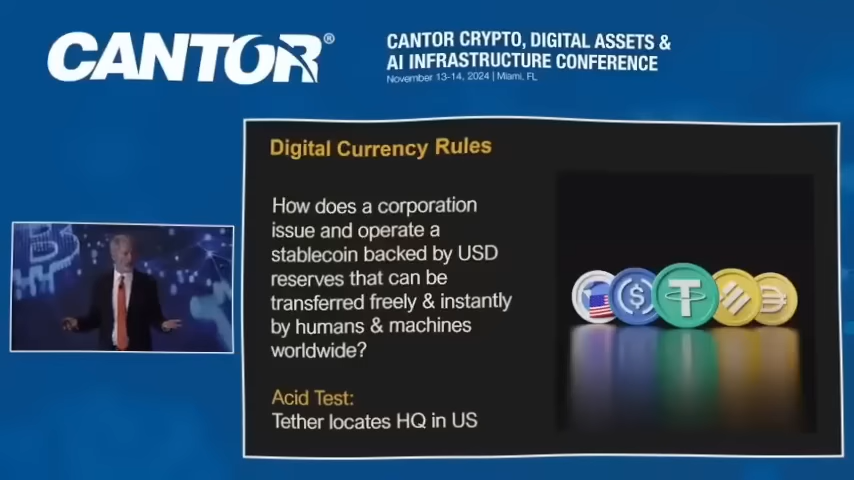 CANTOR®
CANTOR CRYPTO, DIGITAL ASSETS &
AI INFRASTRUCTURE CONFERENCE
November 13-14, 2024 | Miami, FL
Digital Currency Rules
How does a corporation
issue and operate a
stablecoin backed by USD
reserves that can be
transferred freely & instantly
by humans & machines
worldwide?
Acid Test:
Tether locates HQ in US